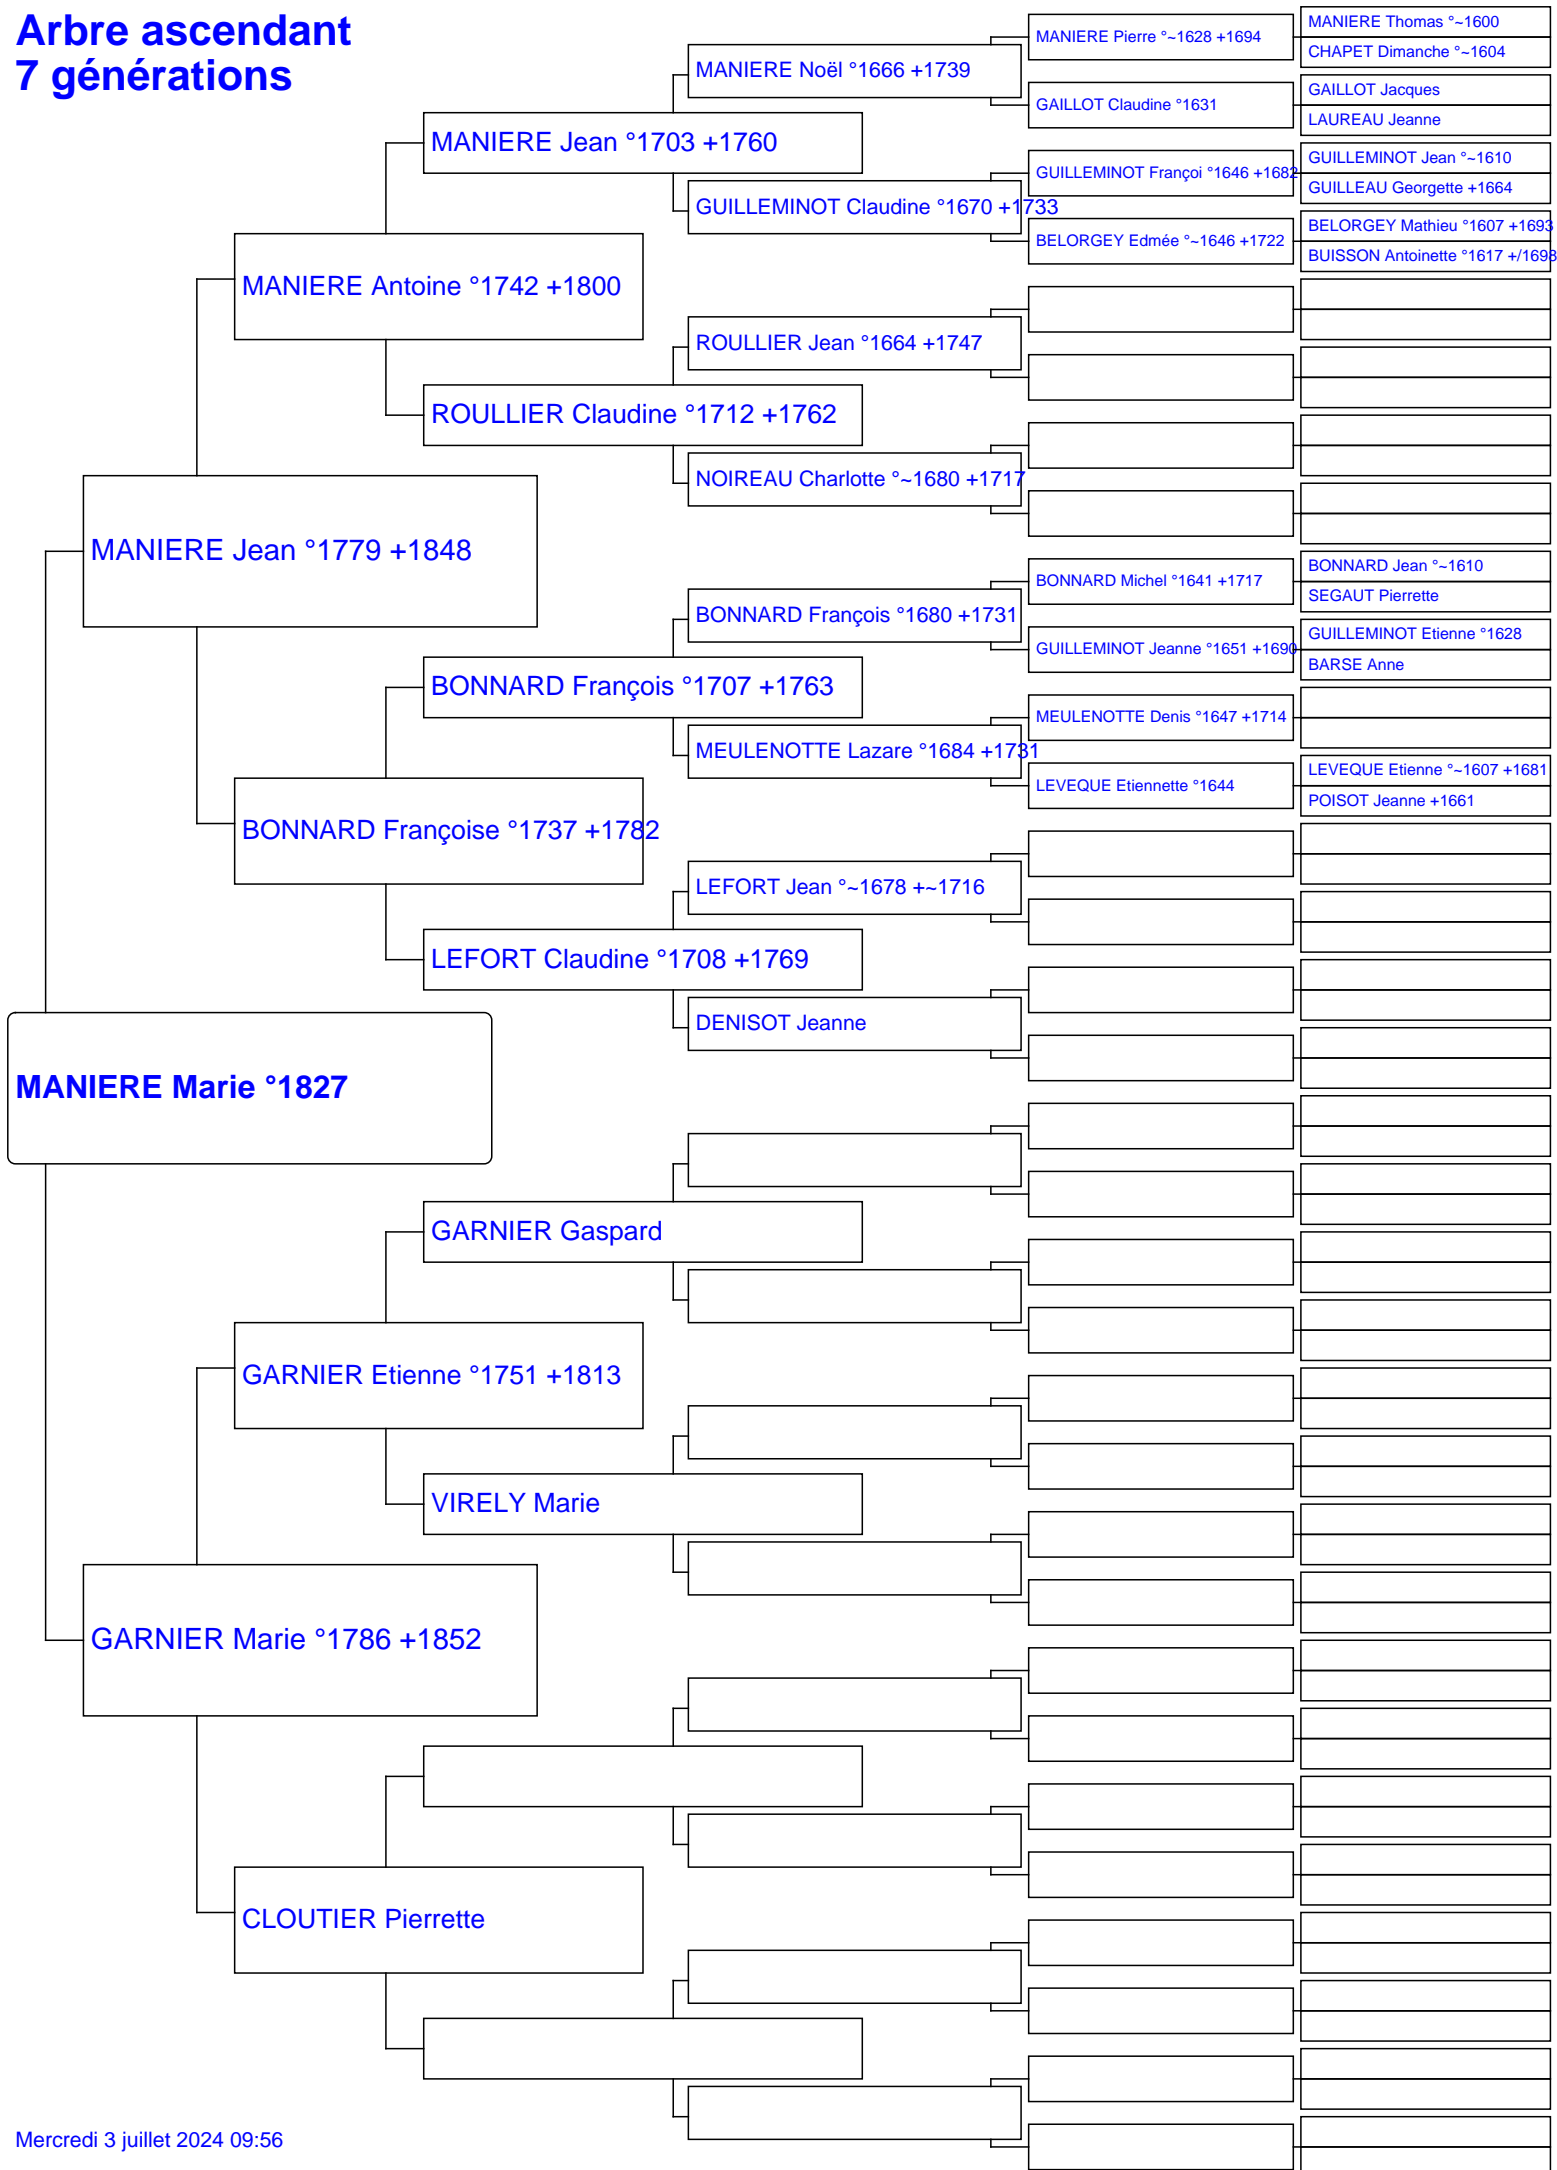 Arbre ascendant
7 générations
MANIERE Thomas °~1600
MANIERE Pierre °~1628 +1694
CHAPET Dimanche °~1604
MANIERE Noël °1666 +1739
GAILLOT Jacques
GAILLOT Claudine °1631
LAUREAU Jeanne
MANIERE Jean °1703 +1760
GUILLEMINOT Jean °~1610
GUILLEMINOT Françoi °1646 +1682
GUILLEAU Georgette +1664
GUILLEMINOT Claudine °1670 +1733
BELORGEY Mathieu °1607 +1693
BELORGEY Edmée °~1646 +1722
BUISSON Antoinette °1617 +/1698
MANIERE Antoine °1742 +1800
ROULLIER Jean °1664 +1747
ROULLIER Claudine °1712 +1762
NOIREAU Charlotte °~1680 +1717
MANIERE Jean °1779 +1848
BONNARD Jean °~1610
BONNARD Michel °1641 +1717
SEGAUT Pierrette
BONNARD François °1680 +1731
GUILLEMINOT Etienne °1628
GUILLEMINOT Jeanne °1651 +1690
BARSE Anne
BONNARD François °1707 +1763
MEULENOTTE Denis °1647 +1714
MEULENOTTE Lazare °1684 +1731
LEVEQUE Etienne °~1607 +1681
LEVEQUE Etiennette °1644
POISOT Jeanne +1661
BONNARD Françoise °1737 +1782
LEFORT Jean °~1678 +~1716
LEFORT Claudine °1708 +1769
DENISOT Jeanne
MANIERE Marie °1827
GARNIER Gaspard
GARNIER Etienne °1751 +1813
VIRELY Marie
GARNIER Marie °1786 +1852
CLOUTIER Pierrette
Mercredi 3 juillet 2024 09:56